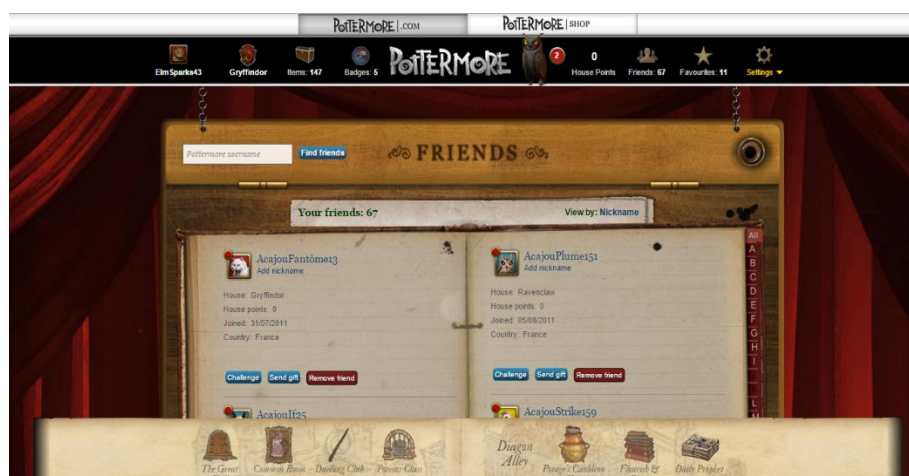 POTTERMORE | .COM
POTTERMORE | SHOP
ElmSparks43
Gryffindor
Items: 147
Badges: 5
POTTERMORE
2
0
House Points
Friends: 67
Favourites: 11
Settings
Pottermore username
Find friends
FRIENDS
Your friends: 67
View by: Nickname
AcajouFantôme13
Add nickname
House: Gryffindor
House points: 0
Joined: 31/07/2011
Country: France
Challenge
Send gift
Remove friend
AcajouIf25
AcajouPlume151
Add nickname
House: Ravenclaw
House points: 0
Joined: 05/08/2011
Country: France
Challenge
Send gift
Remove friend
AcajouStrike159
All
A
B
C
D
E
F
G
H
I
L
The Great
Common Room
Duelling Club
Potions Class
Diagon
Alley
Potage's Cauldron
Flourish &
Daily Prophet